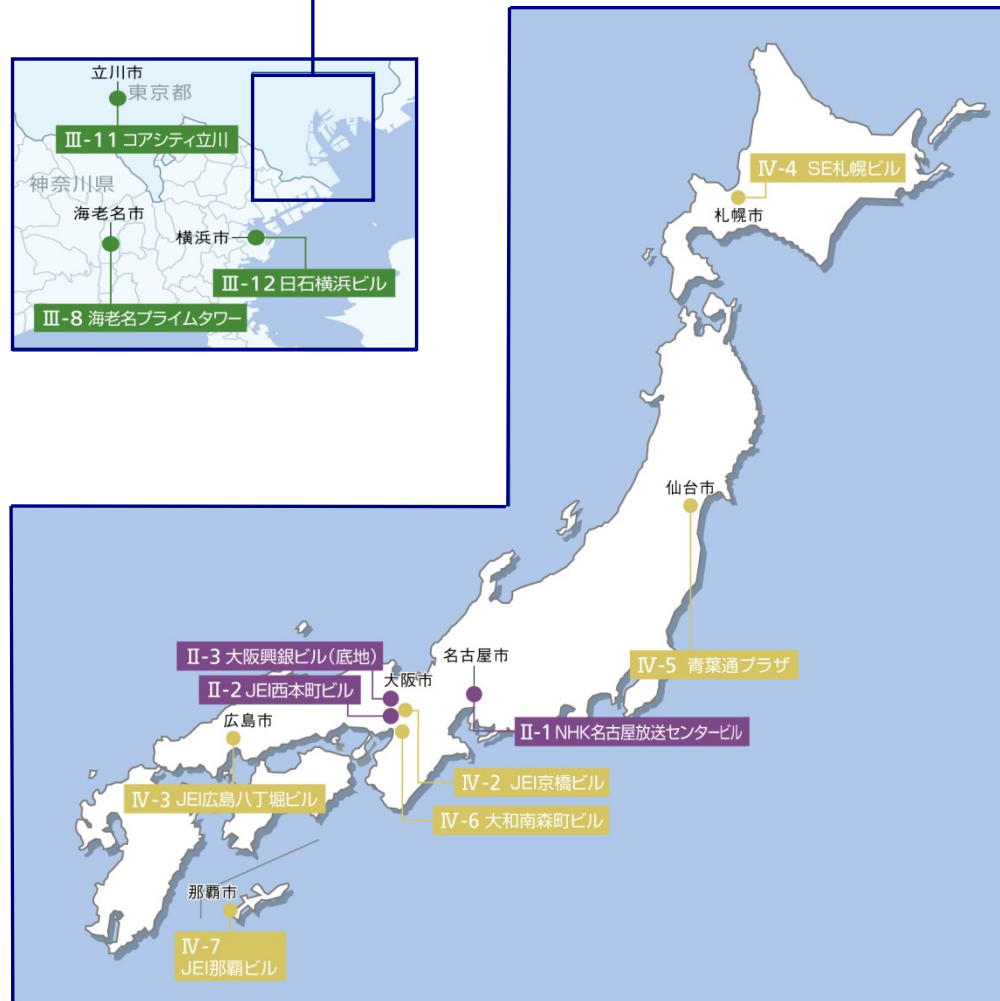 立川市
東京都
Ⅲ-11 コアシティ立川
神奈川県
海老名市
横浜市
Ⅲ-12 日石横浜ビル
Ⅲ-8 海老名プライムタワー
Ⅳ-4 SE札幌ビル
札幌市
仙台市
Ⅳ-5 青葉通プラザ
Ⅱ-3 大阪興銀ビル（底地）
名古屋市
大阪市
Ⅱ-2 JEI西本町ビル
広島市
Ⅱ-1 NHK名古屋放送センタービル
Ⅳ-2 JEI京橋ビル
Ⅳ-3 JEI広島八丁堀ビル
Ⅳ-6 大和南森町ビル
那覇市
Ⅳ-7
JEI那覇ビル